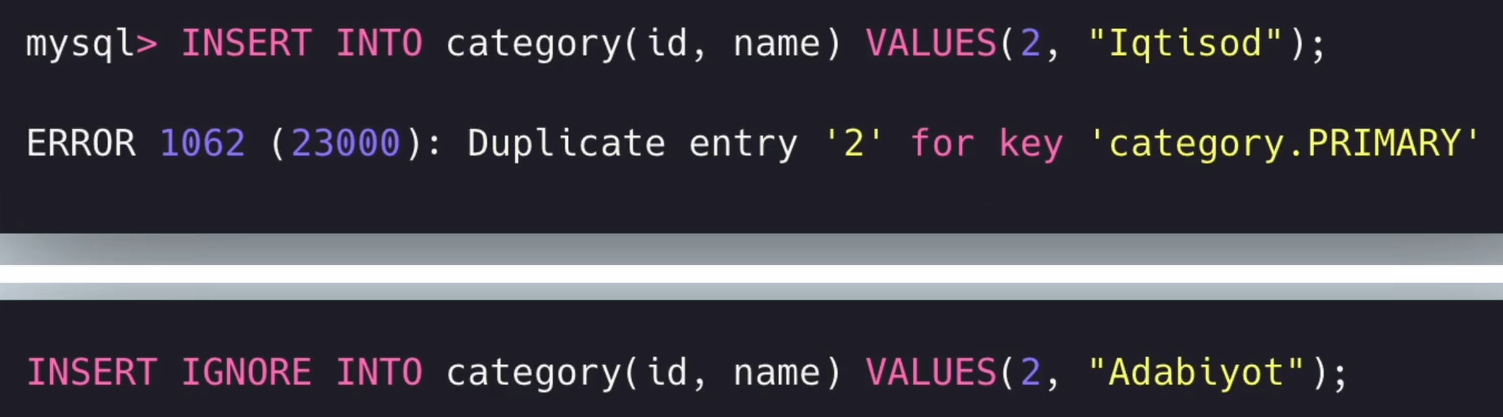 mysql> INSERT INTO category(id, name) VALUES(2, "Iqtisod");
ERROR 1062 (23000): Duplicate entry '2' for key 'category.PRIMARY'
INSERT IGNORE INTO category(id, name) VALUES(2, "Adabiyot");